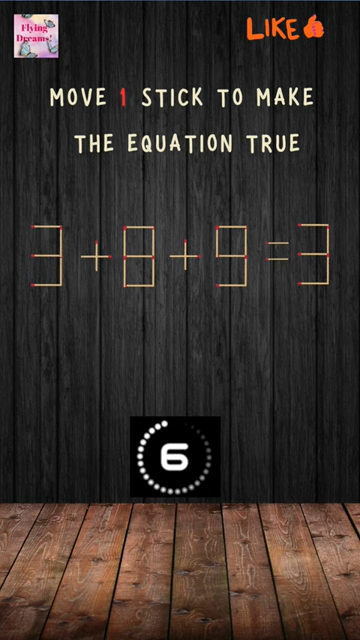 Flying
Dreams!
LIKE
MOVE 1 STICK TO MAKE
THE EQUATION TRUE
3+8+9=3
6